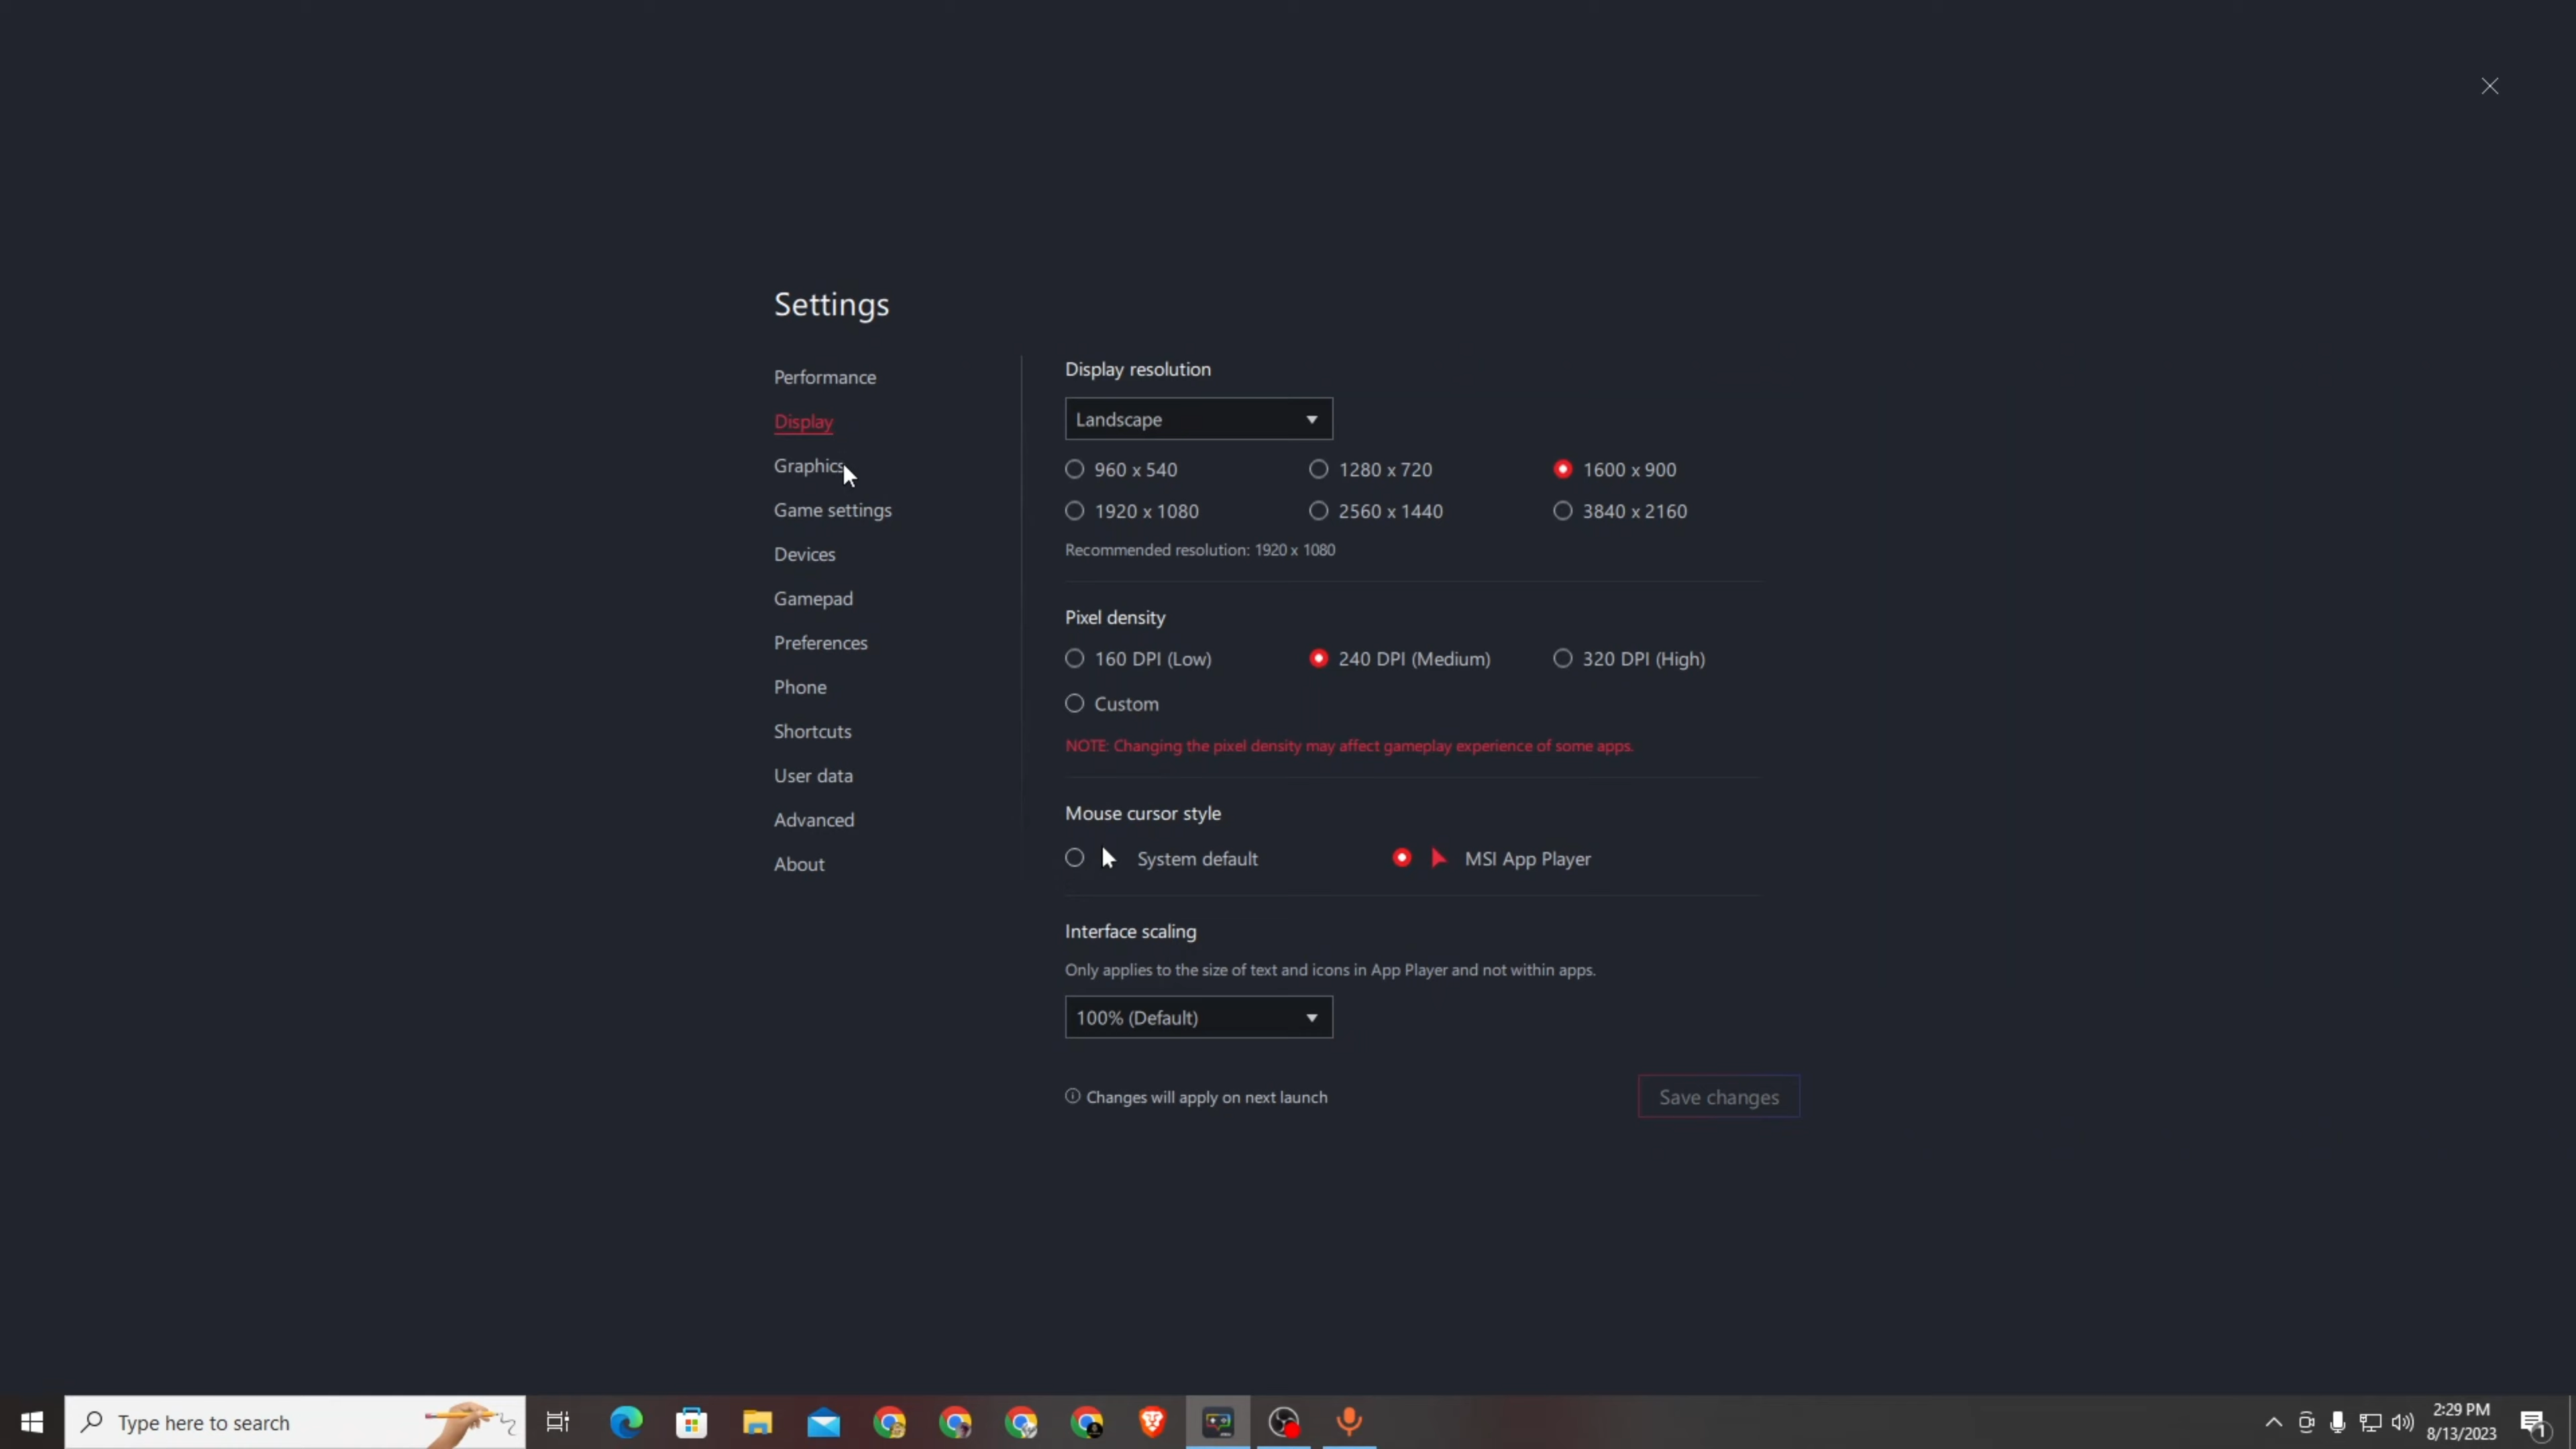 Settings
Performance
Display
Graphics
Game settings
Devices
Gamepad
Preferences
Phone
Shortcuts
User data
Advanced
About
Display resolution
Landscape
960 x 540
1280 x 720
1600 x 900
1920 x 1080
2560 x 1440
3840 x 2160
Recommended resolution: 1920 x 1080
Pixel density
160 DPI (Low)
240 DPI (Medium)
320 DPI (High)
Custom
NOTE: Changing the pixel density may affect gameplay experience of some apps.
Mouse cursor style
System default
MSI App Player
Interface scaling
Only applies to the size of text and icons in App Player and not within apps.
100% (Default)
Changes will apply on next launch
Save changes
Type here to search
2:29 PM
8/13/2023
1